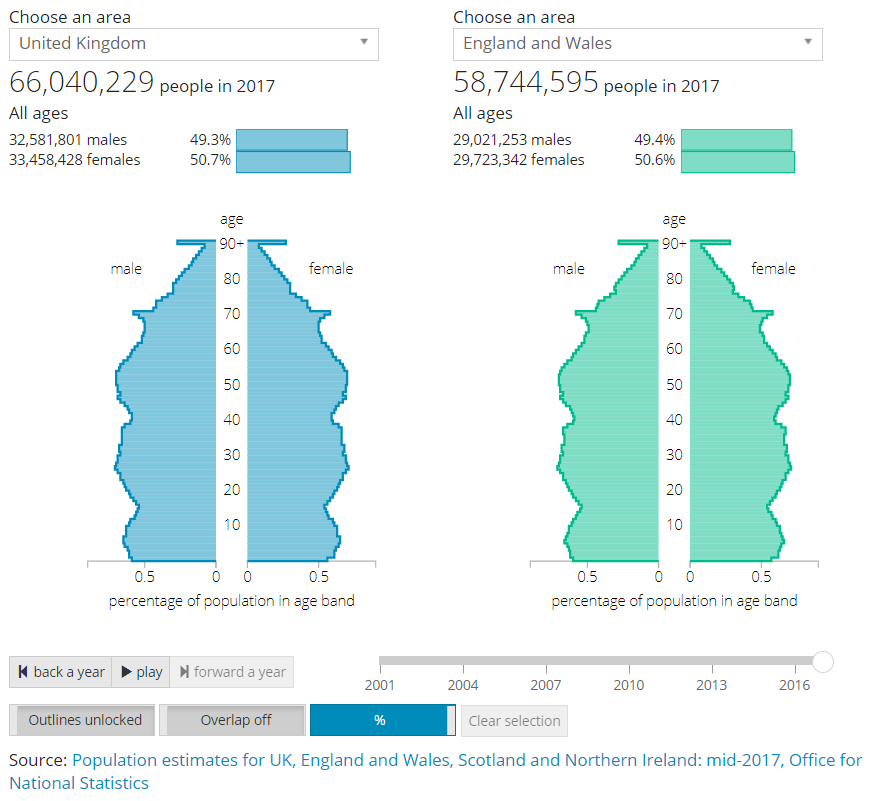 Choose an area
United Kingdom
66,040,229 people in 2017
All ages
32,581,801 males 49.3%
33,458,428 females 50.7%
age
90+
male female
80
70
60
50
40
30
20
10
0.5 0 0 0.5
percentage of population in age band
Choose an area
England and Wales
58,744,595 people in 2017
All ages
29,021,253 males 49.4%
29,723,342 females 50.6%
age
90+
male female
80
70
60
50
40
30
20
10
0.5 0 0 0.5
percentage of population in age band
back a year play forward a year
2001 2004 2007 2010 2013 2016
Outlines unlocked Overlap off % Clear selection
Source: Population estimates for UK, England and Wales, Scotland and Northern Ireland: mid-2017, Office for
National Statistics